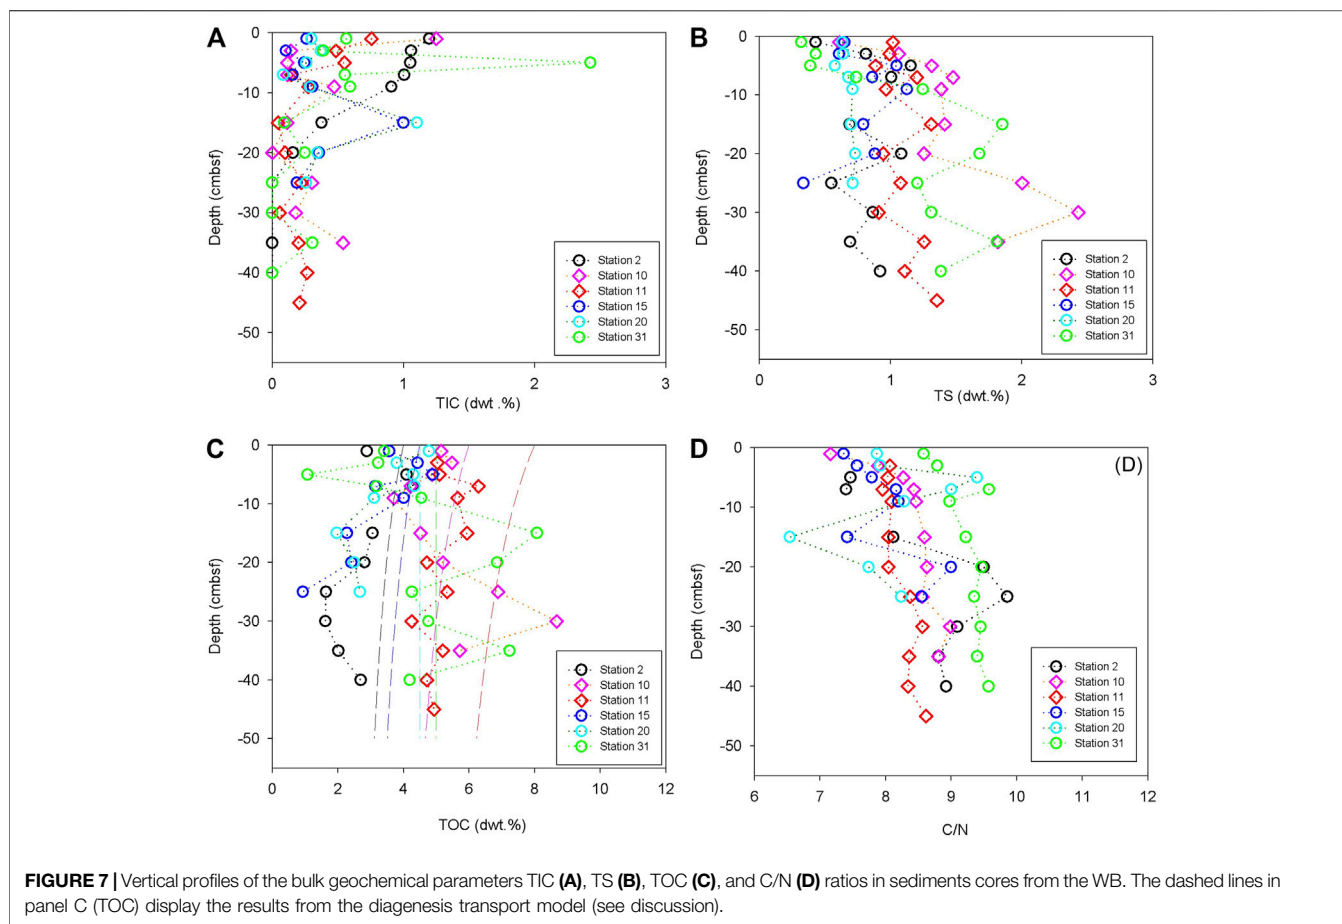 A
0 -10 -20 -30 -40 -50
Depth (cmbsf)
0 1 2 3
TIC (dwt .%)
Station 2
Station 10
Station 11
Station 15
Station 20
Station 31
B
0 -10 -20 -30 -40 -50
Depth (cmbsf)
0 1 2 3
TS (dwt.%)
Station 2
Station 10
Station 11
Station 15
Station 20
Station 31
C
0 -10 -20 -30 -40 -50
Depth (cmbsf)
0 2 4 6 8 10 12
TOC (dwt.%)
Station 2
Station 10
Station 11
Station 15
Station 20
Station 31
D
(D)
0 -10 -20 -30 -40 -50
Depth (cmbsf)
6 7 8 9 10 11 12
C/N
Station 2
Station 10
Station 11
Station 15
Station 20
Station 31
FIGURE 7 | Vertical profiles of the bulk geochemical parameters TIC (A), TS (B), TOC (C), and C/N (D) ratios in sediments cores from the WB. The dashed lines in
panel C (TOC) display the results from the diagenesis transport model (see discussion).